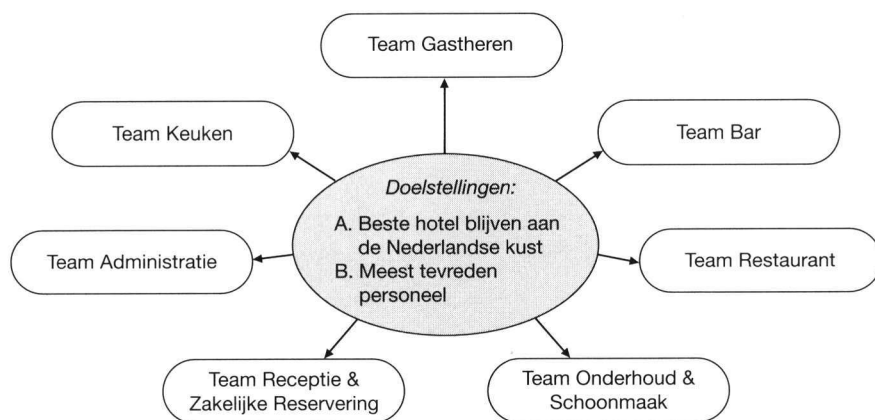 Team Gastheren
Team Keuken
Team Bar
Doelstellingen:
A. Beste hotel blijven aan
de Nederlandse kust
B. Meest tevreden
personeel
Team Administratie
Team Restaurant
Team Receptie &
Zakelijke Reservering
Team Onderhoud &
Schoonmaak